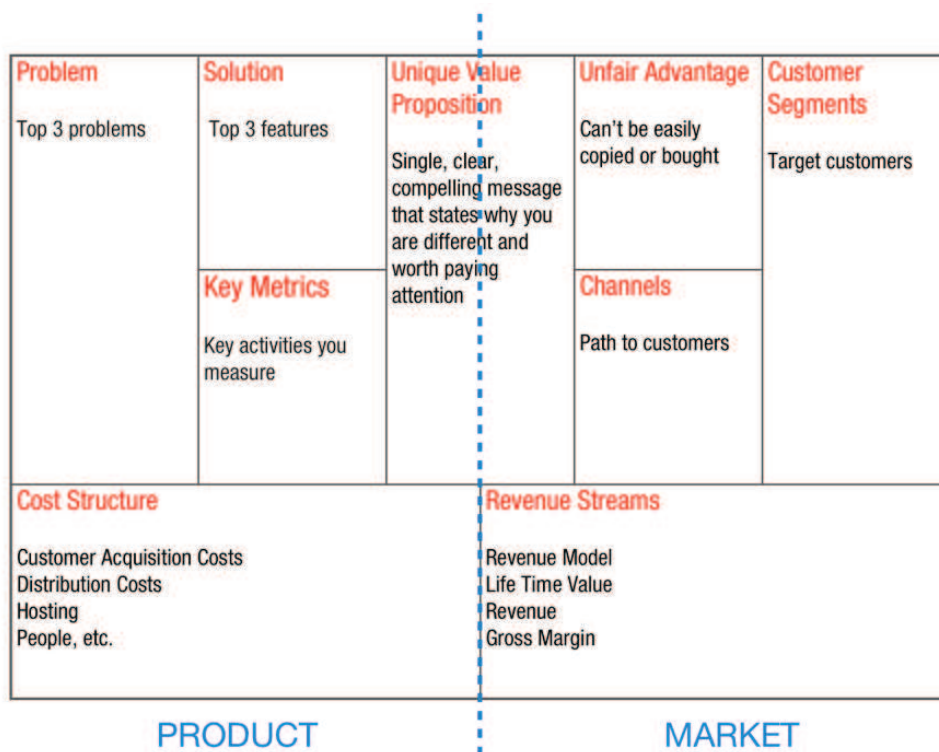 Problem
Top 3 problems
Solution
Top 3 features
Key Metrics
Key activities you
measure
Unique Value
Proposition
Single, clear,
compelling message
that states why you
are different and
worth paying
attention
Unfair Advantage
Can't be easily
copied or bought
Channels
Path to customers
Customer
Segments
Target customers
Cost Structure
Customer Acquisition Costs
Distribution Costs
Hosting
People, etc.
Revenue Streams
Revenue Model
Life Time Value
Revenue
Gross Margin
PRODUCT
MARKET